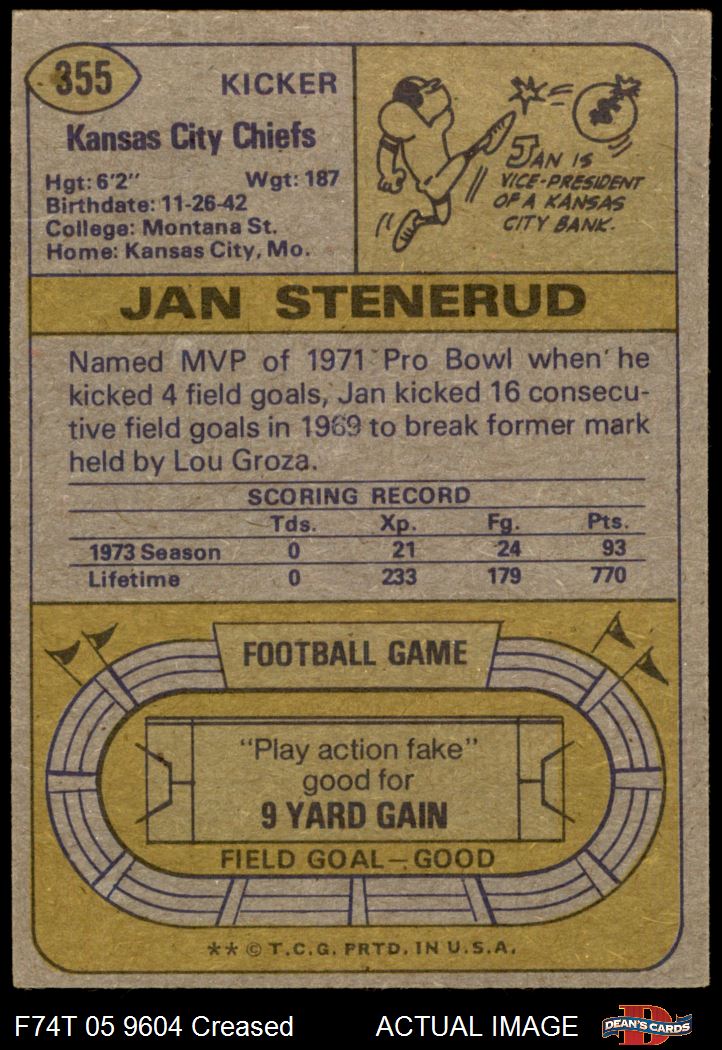 355
KICKER
Kansas City Chiefs
Hgt: 6'2" Wgt: 187
Birthdate: 11-26-42
College: Montana St.
Home: Kansas City, Mo.
JAN IS
VICE-PRESIDENT
OF A KANSAS
CITY BANK.
JAN STENERUD
Named MVP of 1971 Pro Bowl when he
kicked 4 field goals, Jan kicked 16 consecu-
tive field goals in 1969 to break former mark
held by Lou Groza.
SCORING RECORD
Tds. Xp. Fg. Pts.
1973 Season 0 21 24 93
Lifetime 0 233 179 770
FOOTBALL GAME
"Play action fake"
good for
9 YARD GAIN
FIELD GOAL—GOOD
** © T.C.G. PRTD. IN U.S.A.
F74T 05 9604 Creased ACTUAL IMAGE
D
DEAN'S CARDS